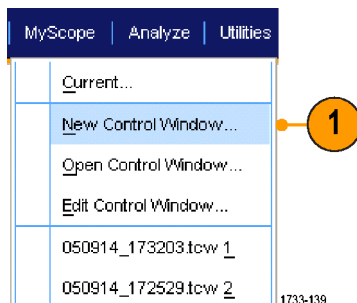 MyScope | Analyze | Utilities
Current...
New Control Window...
1
Open Control Window...
Edit Control Window...
050914_173203.tcw 1
050914_172529.tcw 2
1733-139